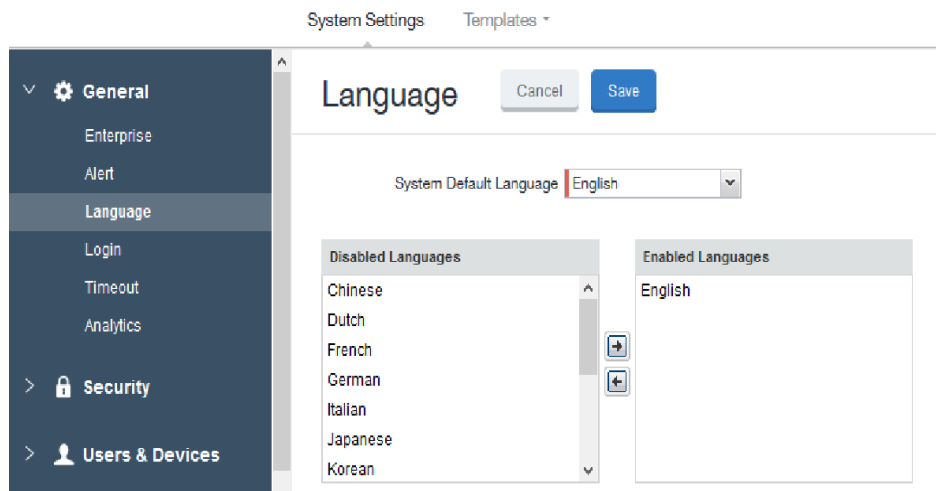 System Settings Templates
General
Enterprise
Alert
Language
Login
Timeout
Analytics
Security
Users & Devices
Language Cancel Save
System Default Language English
Disabled Languages
Chinese
Dutch
French
German
Italian
Japanese
Korean
Enabled Languages
English